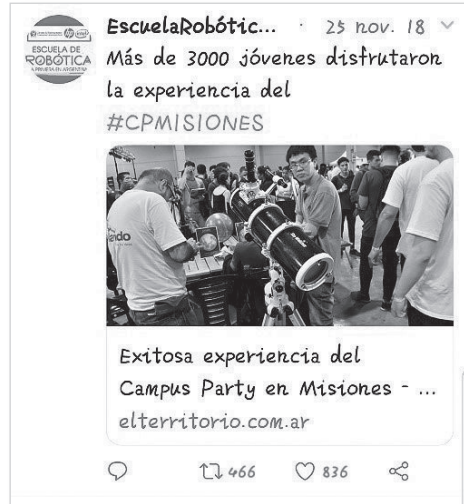 EscuelaRobótic... · 25 nov. 18
Más de 3000 jóvenes disfrutaron
la experiencia del
#CPMISIONES
ESCUELA DE
ROBÓTICA
Exitosa experiencia del
Campus Party en Misiones - ...
elterritorio.com.ar
466 836